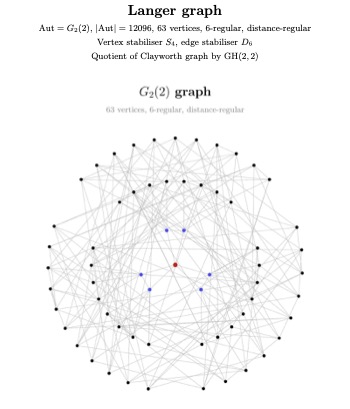 Langer graph
Aut = G₂(2), |Aut| = 12096, 63 vertices, 6-regular, distance-regular
Vertex stabiliser S₄, edge stabiliser D₆
Quotient of Clayworth graph by GH(2, 2)
G₂(2) graph
63 vertices, 6-regular, distance-regular